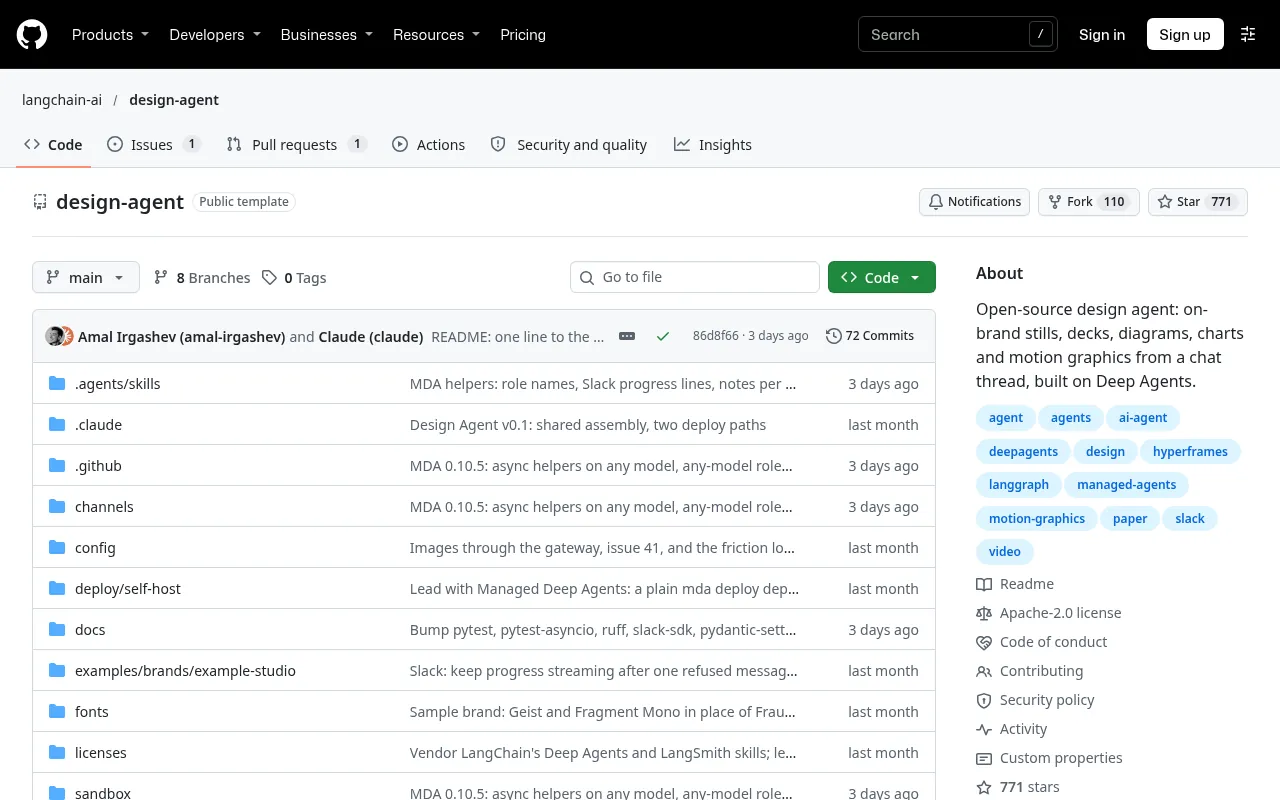 Products Developers Businesses Resources Pricing Search / Sign in Sign up
langchain-ai / design-agent
Code Issues 1 Pull requests 1 Actions Security and quality Insights
design-agent Public template Notifications Fork 110 Star 771
main 8 Branches 0 Tags Go to file Code
Amal Irgashev (amal-irgashev) and Claude (claude) README: one line to the ... 86d8f66 · 3 days ago 72 Commits
.agents/skills MDA helpers: role names, Slack progress lines, notes per ... 3 days ago
.claude Design Agent v0.1: shared assembly, two deploy paths last month
.github MDA 0.10.5: async helpers on any model, any-model role... 3 days ago
channels MDA 0.10.5: async helpers on any model, any-model role... 3 days ago
config Images through the gateway, issue 41, and the friction lo... last month
deploy/self-host Lead with Managed Deep Agents: a plain mda deploy dep... last month
docs Bump pytest, pytest-asyncio, ruff, slack-sdk, pydantic-sett... 3 days ago
examples/brands/example-studio Slack: keep progress streaming after one refused messag... last month
fonts Sample brand: Geist and Fragment Mono in place of Frau... last month
licenses Vendor LangChain's Deep Agents and LangSmith skills; le... last month
sandbox MDA 0.10.5: async helpers on any model, any-model role... 3 days ago
About
Open-source design agent: on-
brand stills, decks, diagrams, charts
and motion graphics from a chat
thread, built on Deep Agents.
agent agents ai-agent
deepagents design hyperframes
langgraph managed-agents
motion-graphics paper slack
video
Readme
Apache-2.0 license
Code of conduct
Contributing
Security policy
Activity
Custom properties
771 stars